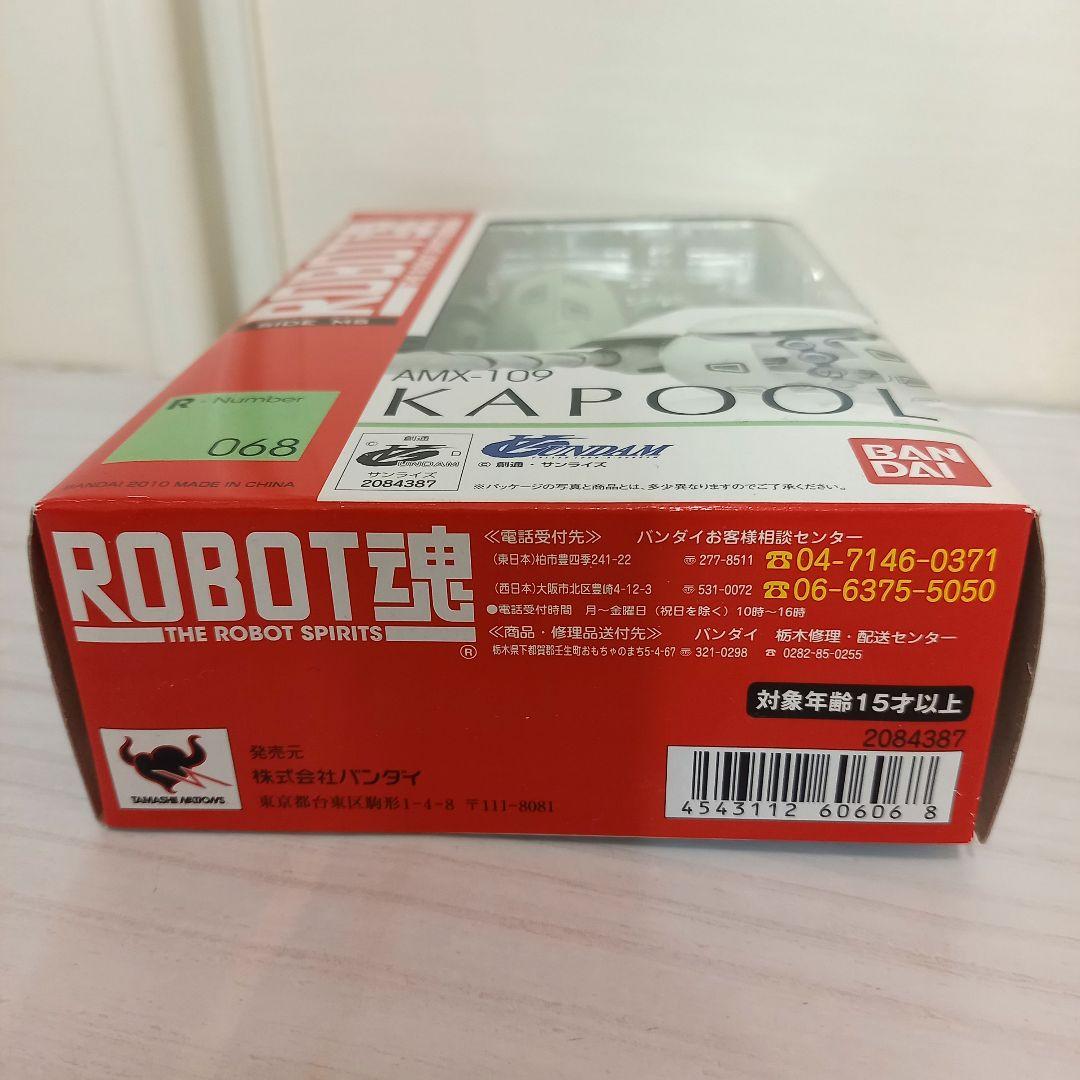 ROBOT魂
SIDE MS
R - Number
068
AMX-109
KAPOOL
© 創通 D
GUNDAM
サンライズ
2084387
∀GUNDAM
© 創通・サンライズ
※パッケージの写真と商品とは、多少異なりますのでご了承ください。
BAN
DAI
BANDAI 2010 MADE IN CHINA
ROBOT魂
THE ROBOT SPIRITS
®
≪電話受付先≫ バンダイお客様相談センター
(東日本)柏市豊四季241-22 〠277-8511 ☎04-7146-0371
(西日本)大阪市北区豊崎4-12-3 〠531-0072 ☎06-6375-5050
●電話受付時間 月〜金曜日(祝日を除く)10時〜16時
≪商品・修理品送付先≫ バンダイ 栃木修理・配送センター
栃木県下都賀郡壬生町おもちゃのまち5-4-67 〠321-0298 ☎0282-85-0255
対象年齢15才以上
2084387
4543112 60606 8
TAMASHII NATIONS
発売元
株式会社バンダイ
東京都台東区駒形1-4-8 〒111-8081